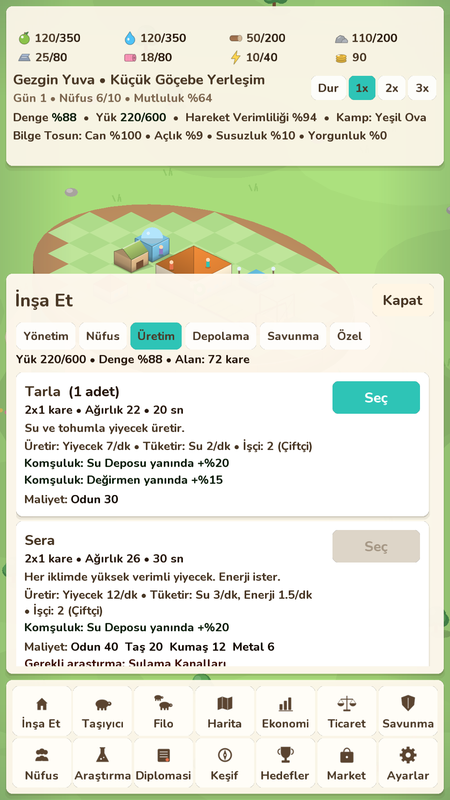 120/350 120/350 50/200 110/200
25/80 18/80 10/40 90
Gezgin Yuva • Küçük Göçebe Yerleşim
Gün 1 • Nüfus 6/10 • Mutluluk %64
Dur 1x 2x 3x
Denge %88 • Yük 220/600 • Hareket Verimliliği %94 • Kamp: Yeşil Ova
Bilge Tosun: Can %100 • Açlık %9 • Susuzluk %10 • Yorgunluk %0
İnşa Et
Kapat
Yönetim Nüfus Üretim Depolama Savunma Özel
Yük 220/600 • Denge %88 • Alan: 72 kare
Tarla (1 adet)
Seç
2x1 kare • Ağırlık 22 • 20 sn
Su ve tohumla yiyecek üretir.
Üretir: Yiyecek 7/dk • Tüketir: Su 2/dk • İşçi: 2 (Çiftçi)
Komşuluk: Su Deposu yanında +%20
Komşuluk: Değirmen yanında +%15
Maliyet: Odun 30
Sera
Seç
2x1 kare • Ağırlık 26 • 30 sn
Her iklimde yüksek verimli yiyecek. Enerji ister.
Üretir: Yiyecek 12/dk • Tüketir: Su 3/dk, Enerji 1.5/dk
• İşçi: 2 (Çiftçi)
Komşuluk: Su Deposu yanında +%20
Maliyet: Odun 40 Taş 20 Kumaş 12 Metal 6
Gerekli araştırma: Sulama Kanalları
İnşa Et Taşıyıcı Filo Harita Ekonomi Ticaret Savunma
Nüfus Araştırma Diplomasi Keşif Hedefler Market Ayarlar